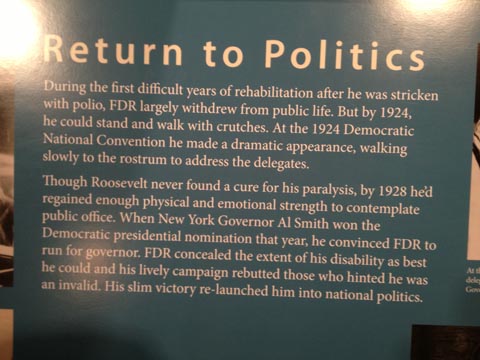 Return to Politics
During the first difficult years of rehabilitation after he was stricken
with polio, FDR largely withdrew from public life. But by 1924,
he could stand and walk with crutches. At the 1924 Democratic
National Convention he made a dramatic appearance, walking
slowly to the rostrum to address the delegates.
Though Roosevelt never found a cure for his paralysis, by 1928 he'd
regained enough physical and emotional strength to contemplate
public office. When New York Governor Al Smith won the
Democratic presidential nomination that year, he convinced FDR to
run for governor. FDR concealed the extent of his disability as best
he could and his lively campaign rebutted those who hinted he was
an invalid. His slim victory re-launched him into national politics.
At